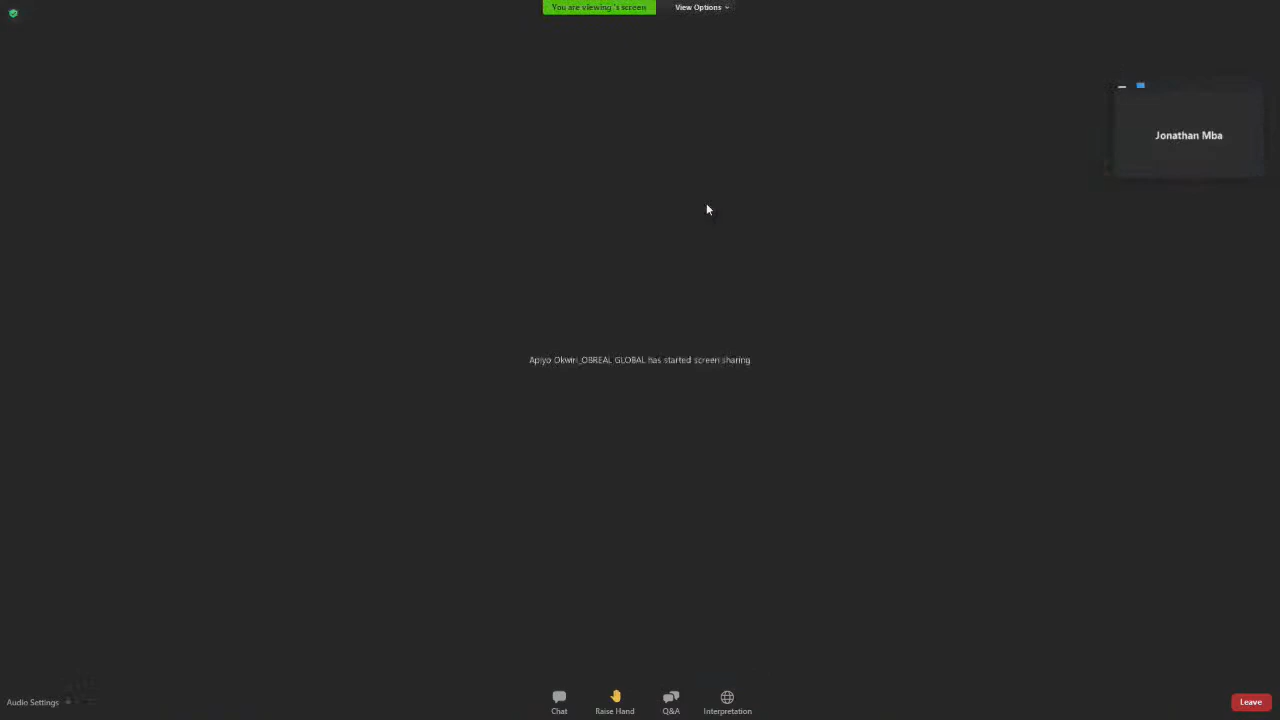 You are viewing 's screen
View Options
Jonathan Mba
Apiyo Okwiri_OBREAL GLOBAL has started screen sharing
Audio Settings
Chat
Raise Hand
Q&A
Interpretation
Leave